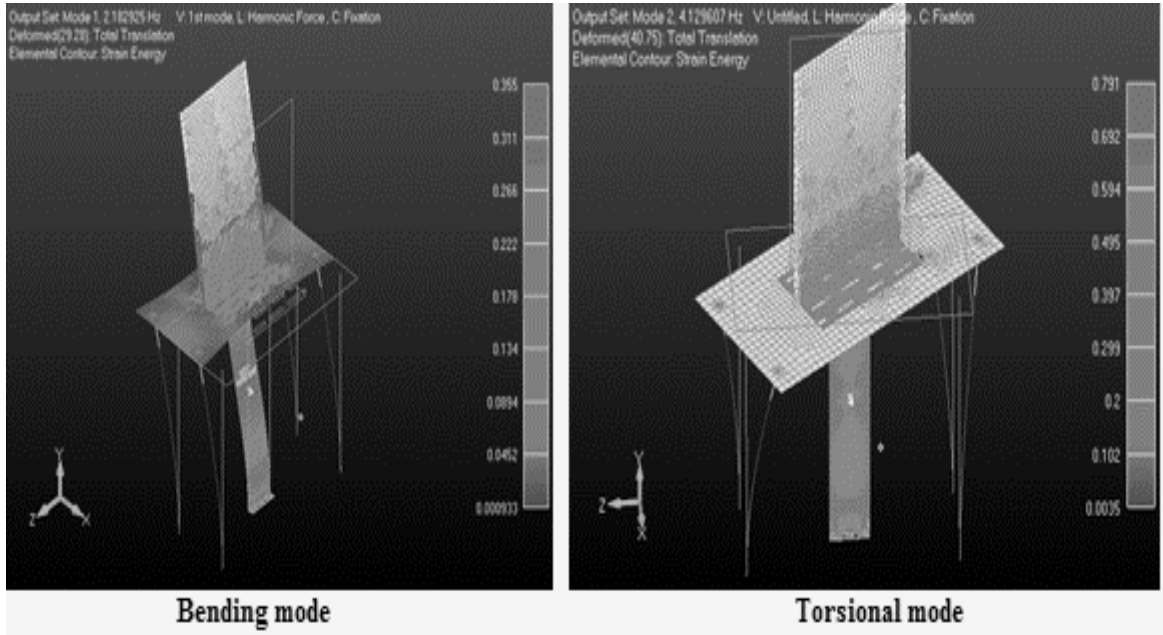 Output Set: Mode 1, 2.182925 Hz V: 1st mode, L: Harmonic Force , C: Fixation
Deformed(29.28): Total Translation
Elemental Contour: Strain Energy
0.355
0.311
0.266
0.222
0.178
0.134
0.0894
0.0452
0.000933
Y
Z
X
Bending mode
Output Set: Mode 2, 4.129607 Hz V: Untitled, L: Harmonic Force , C: Fixation
Deformed(40.75): Total Translation
Elemental Contour: Strain Energy
0.791
0.692
0.594
0.495
0.397
0.299
0.2
0.102
0.0035
Y
Z
X
Torsional mode